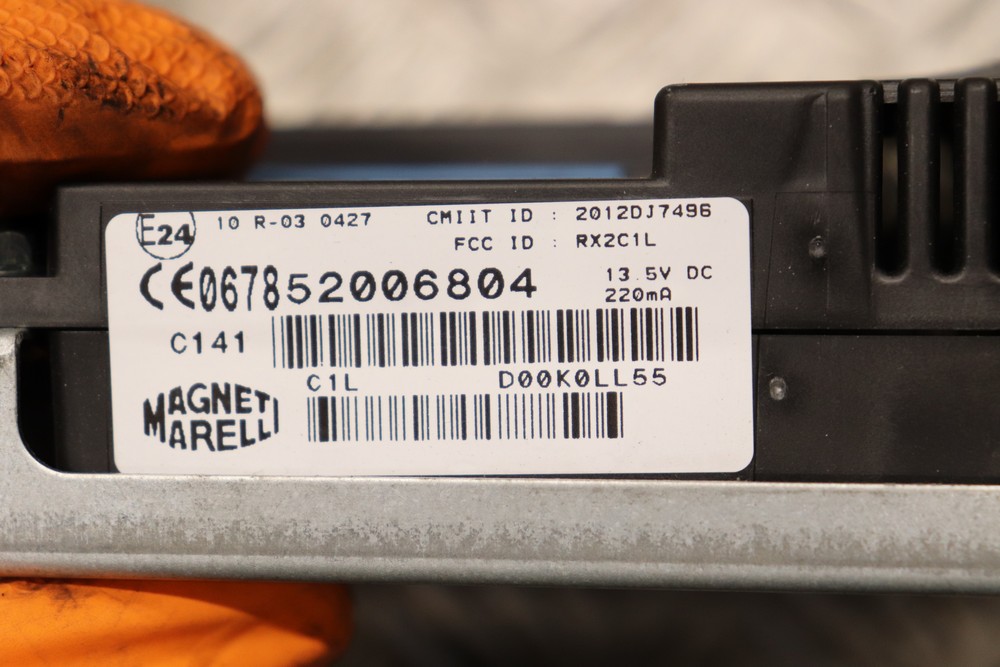 E24 10 R-03 0427 CMIIT ID : 2012DJ7496
FCC ID : RX2C1L
CE0678 52006804 13.5V DC
220mA
C141
C1L D00K0LL55
MAGNETI
MARELLI